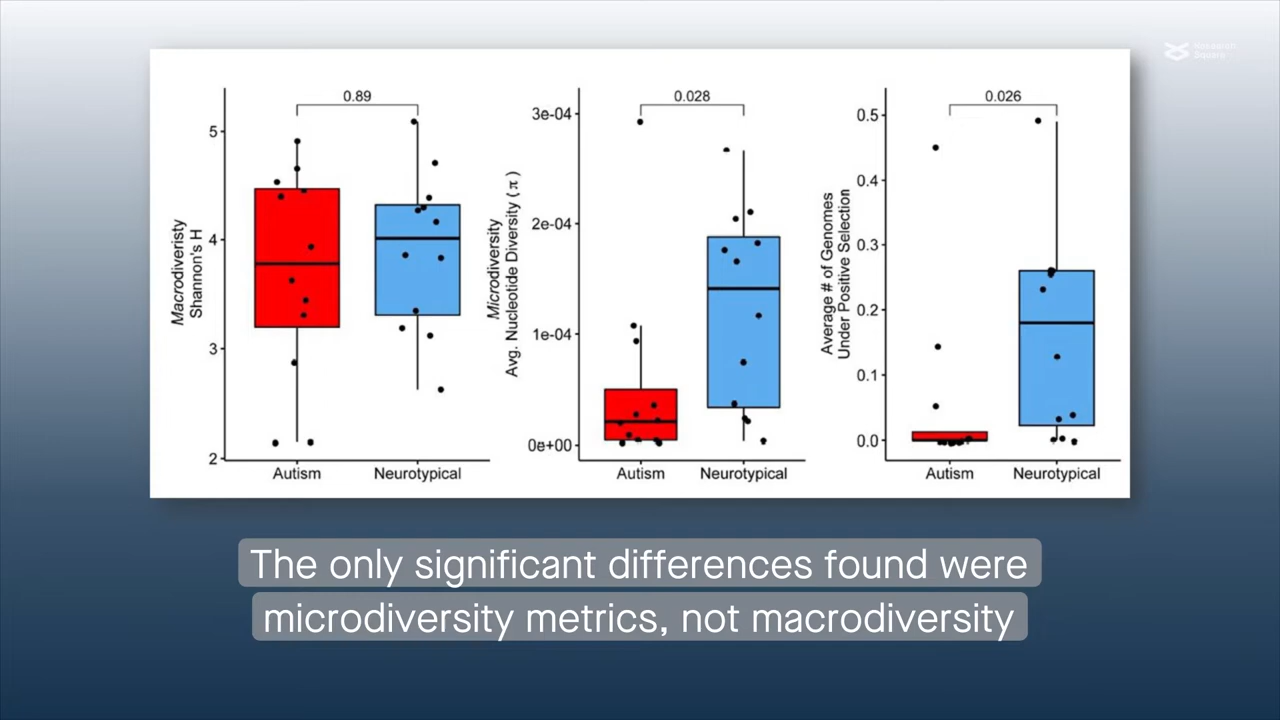 0.89
0.028
0.026
5
4
3
2
Macrodiveristy
Shannon's H
Autism
Neurotypical
3e-04
2e-04
1e-04
0e+00
Microdiversity
Avg. Nucleotide Diversity (π)
Autism
Neurotypical
0.5
0.4
0.3
0.2
0.1
0.0
Average # of Genomes
Under Positive Selection
Autism
Neurotypical
Research
Square
The only significant differences found were
microdiversity metrics, not macrodiversity